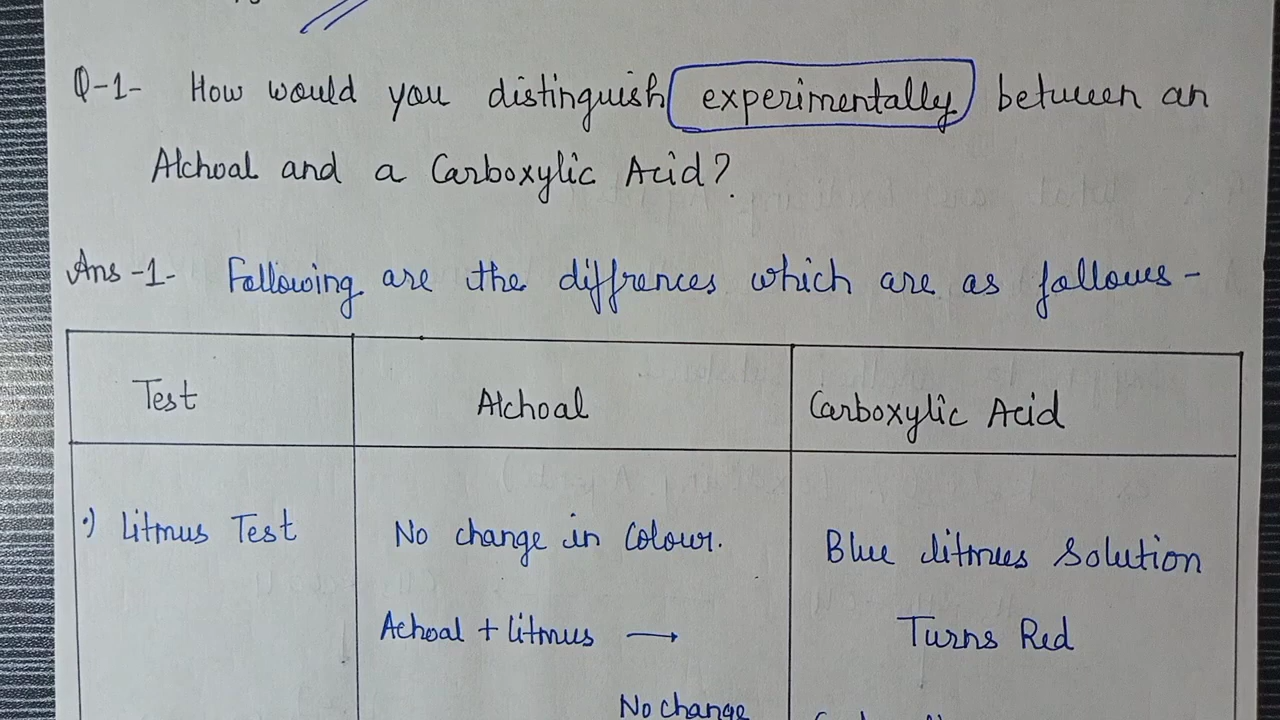 Q-1- How would you distinguish experimentally between an
Alchoal and a Carboxylic Acid?
Ans-1- Following are the diffrences which are as follows-
Test
Alchoal
Carboxylic Acid
•) Litmus Test
No change in Colour.
Blue litmus Solution
Achoal + litmus →
Turns Red
No change